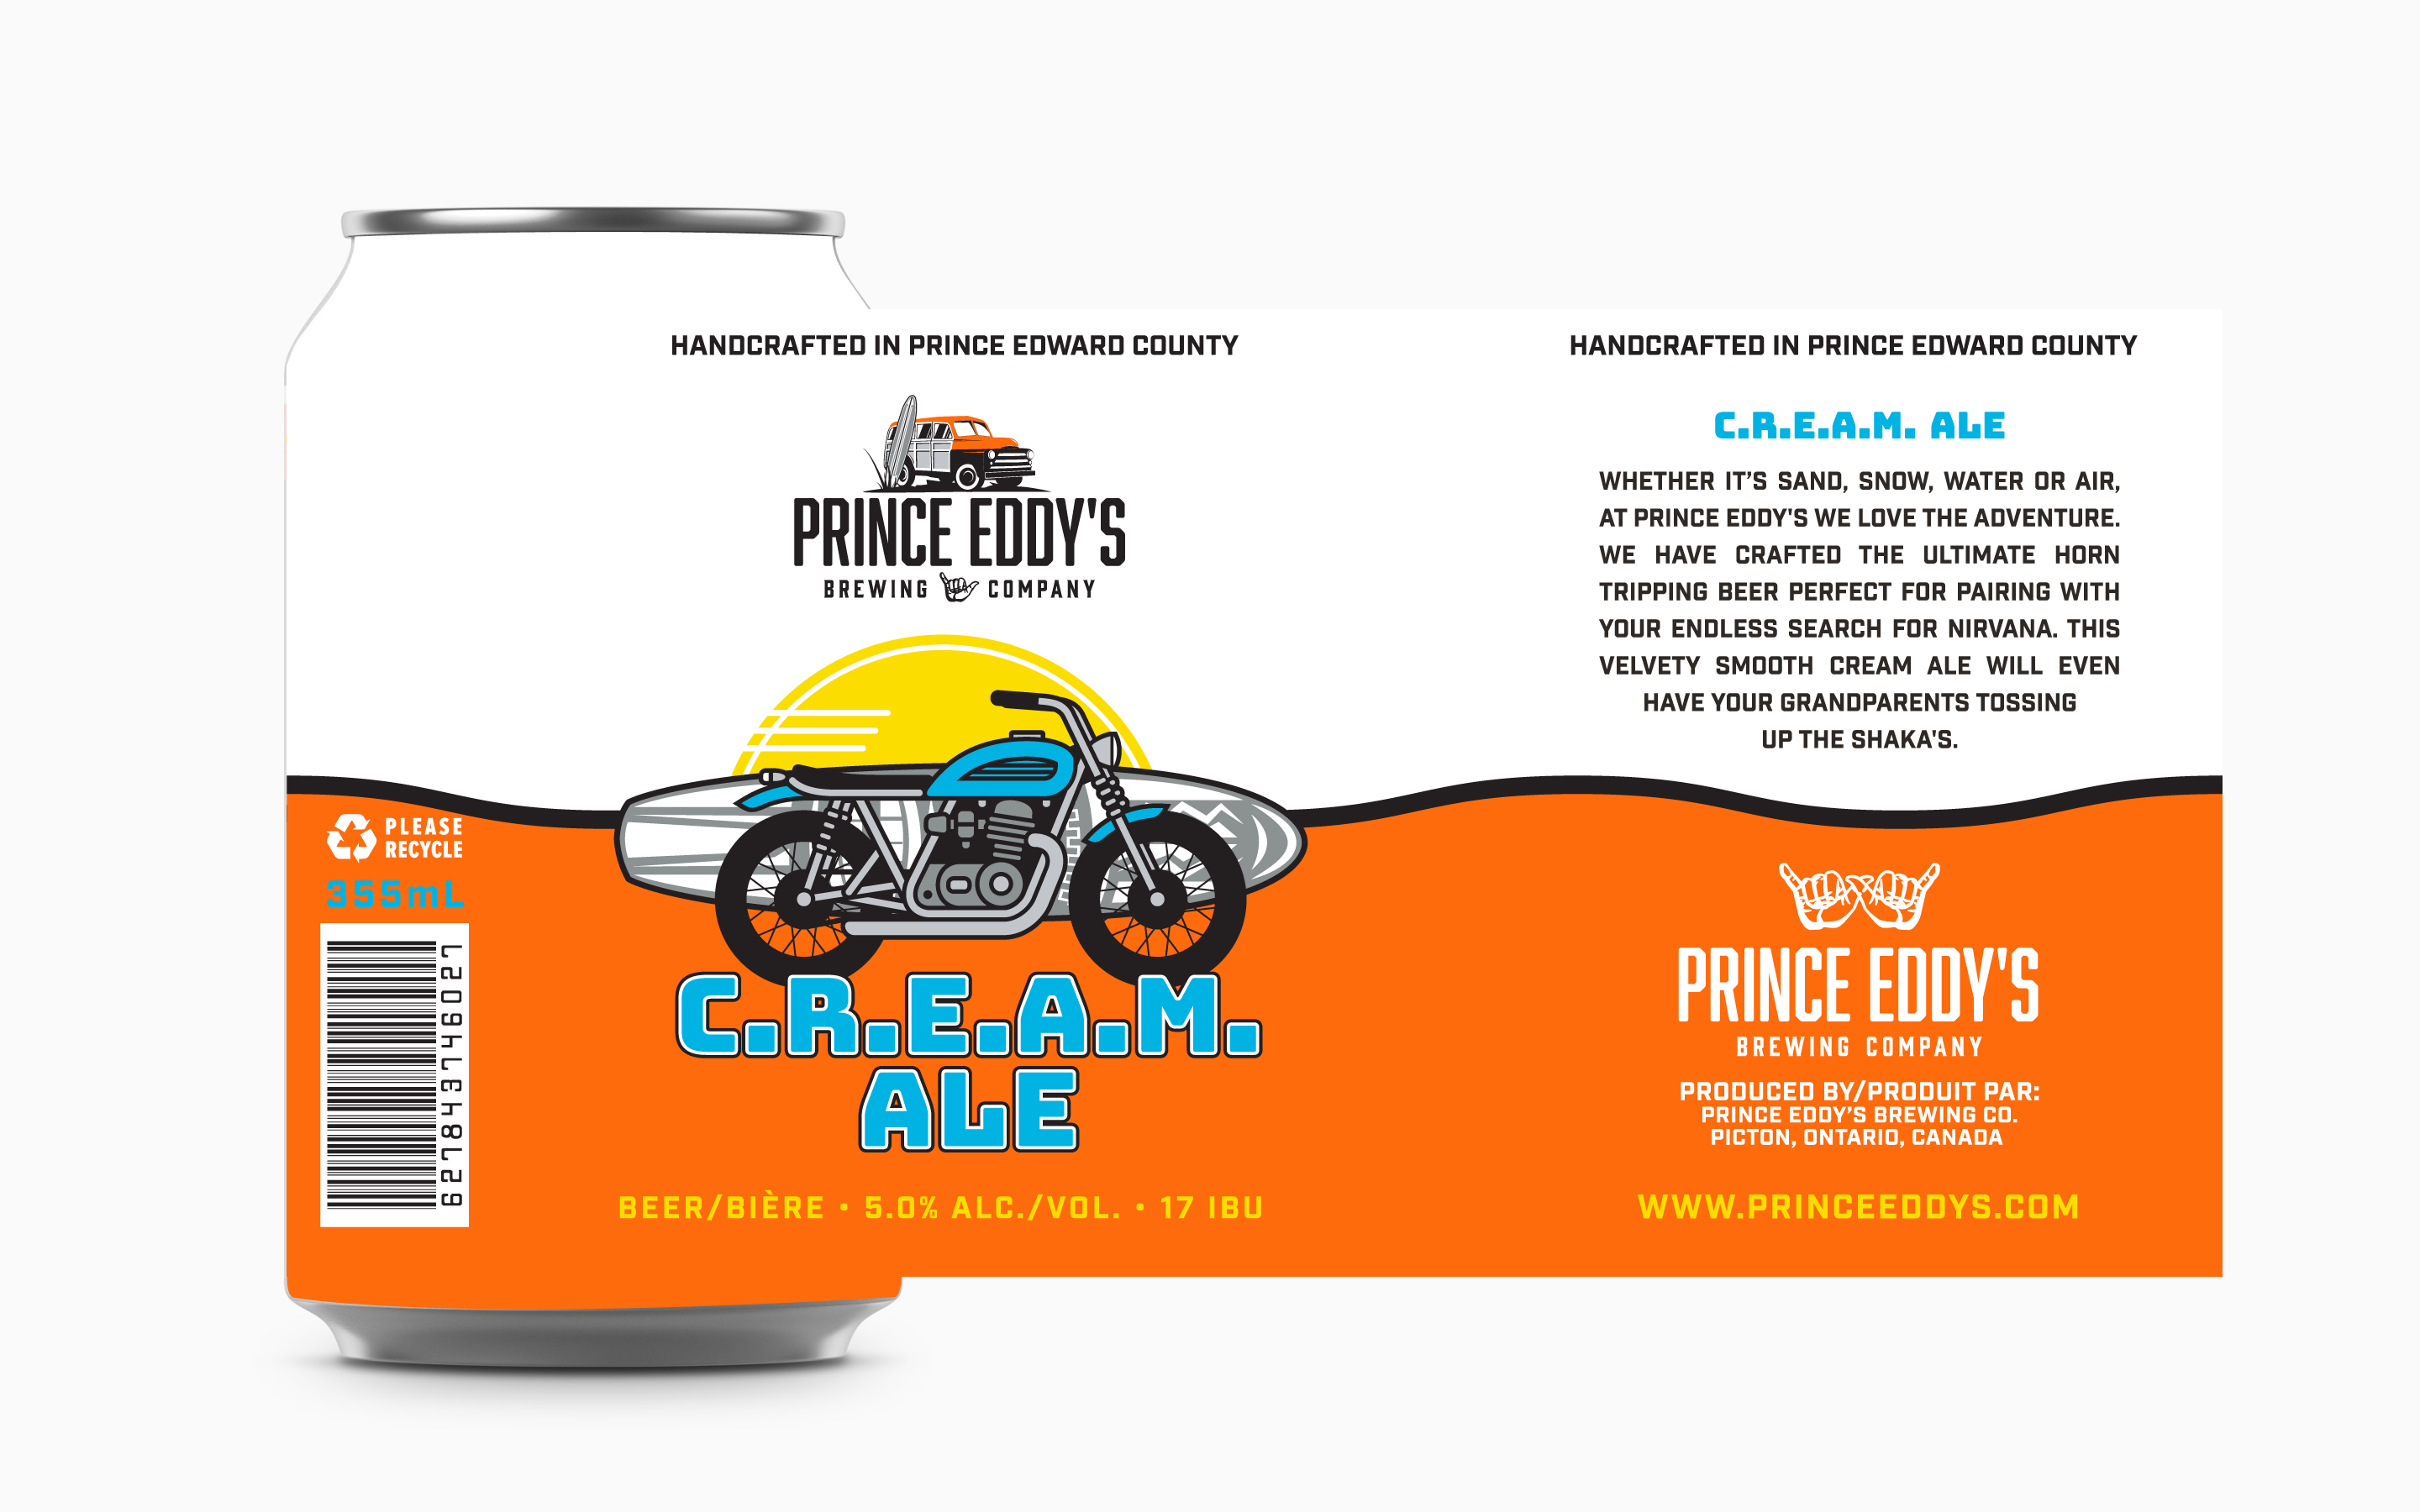 HANDCRAFTED IN PRINCE EDWARD COUNTY
PRINCE EDDY'S
BREWING COMPANY
C.R.E.A.M.
ALE
BEER/BIÈRE • 5.0% ALC./VOL. • 17 IBU
PLEASE
RECYCLE
355mL
720947348729
HANDCRAFTED IN PRINCE EDWARD COUNTY
C.R.E.A.M. ALE
WHETHER IT’S SAND, SNOW, WATER OR AIR,
AT PRINCE EDDY'S WE LOVE THE ADVENTURE.
WE HAVE CRAFTED THE ULTIMATE HORN
TRIPPING BEER PERFECT FOR PAIRING WITH
YOUR ENDLESS SEARCH FOR NIRVANA. THIS
VELVETY SMOOTH CREAM ALE WILL EVEN
HAVE YOUR GRANDPARENTS TOSSING
UP THE SHAKA'S.
PRINCE EDDY'S
BREWING COMPANY
PRODUCED BY/PRODUIT PAR:
PRINCE EDDY’S BREWING CO.
PICTON, ONTARIO, CANADA
WWW.PRINCEEDDYS.COM